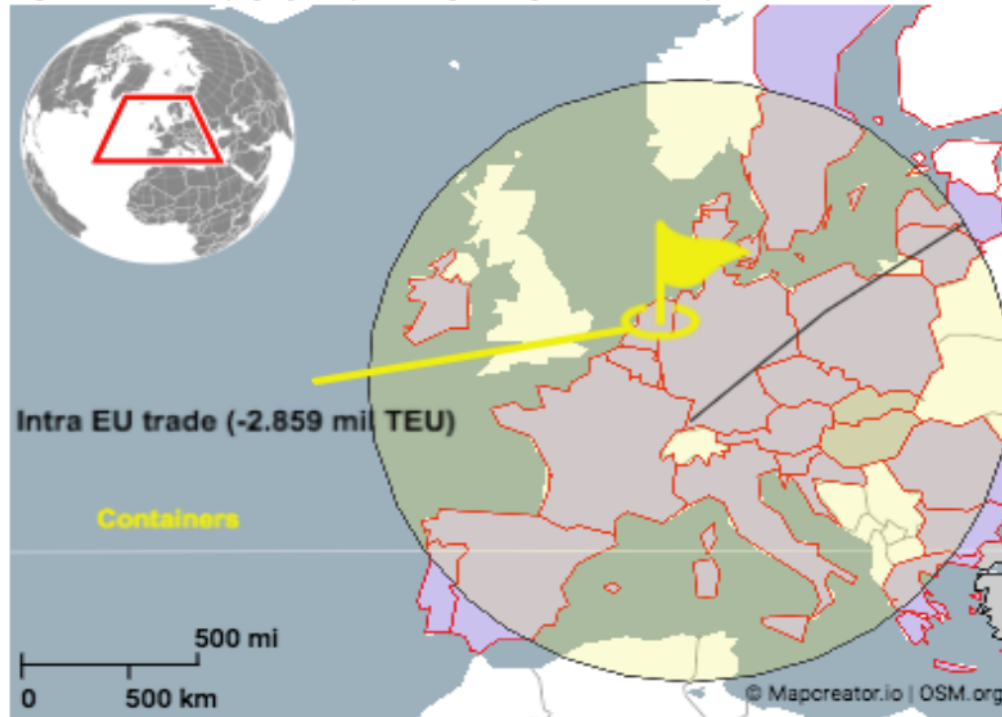 Intra EU trade (-2.859 mil TEU)
Containers
500 mi
0 500 km
© Mapcreator.io | OSM.org